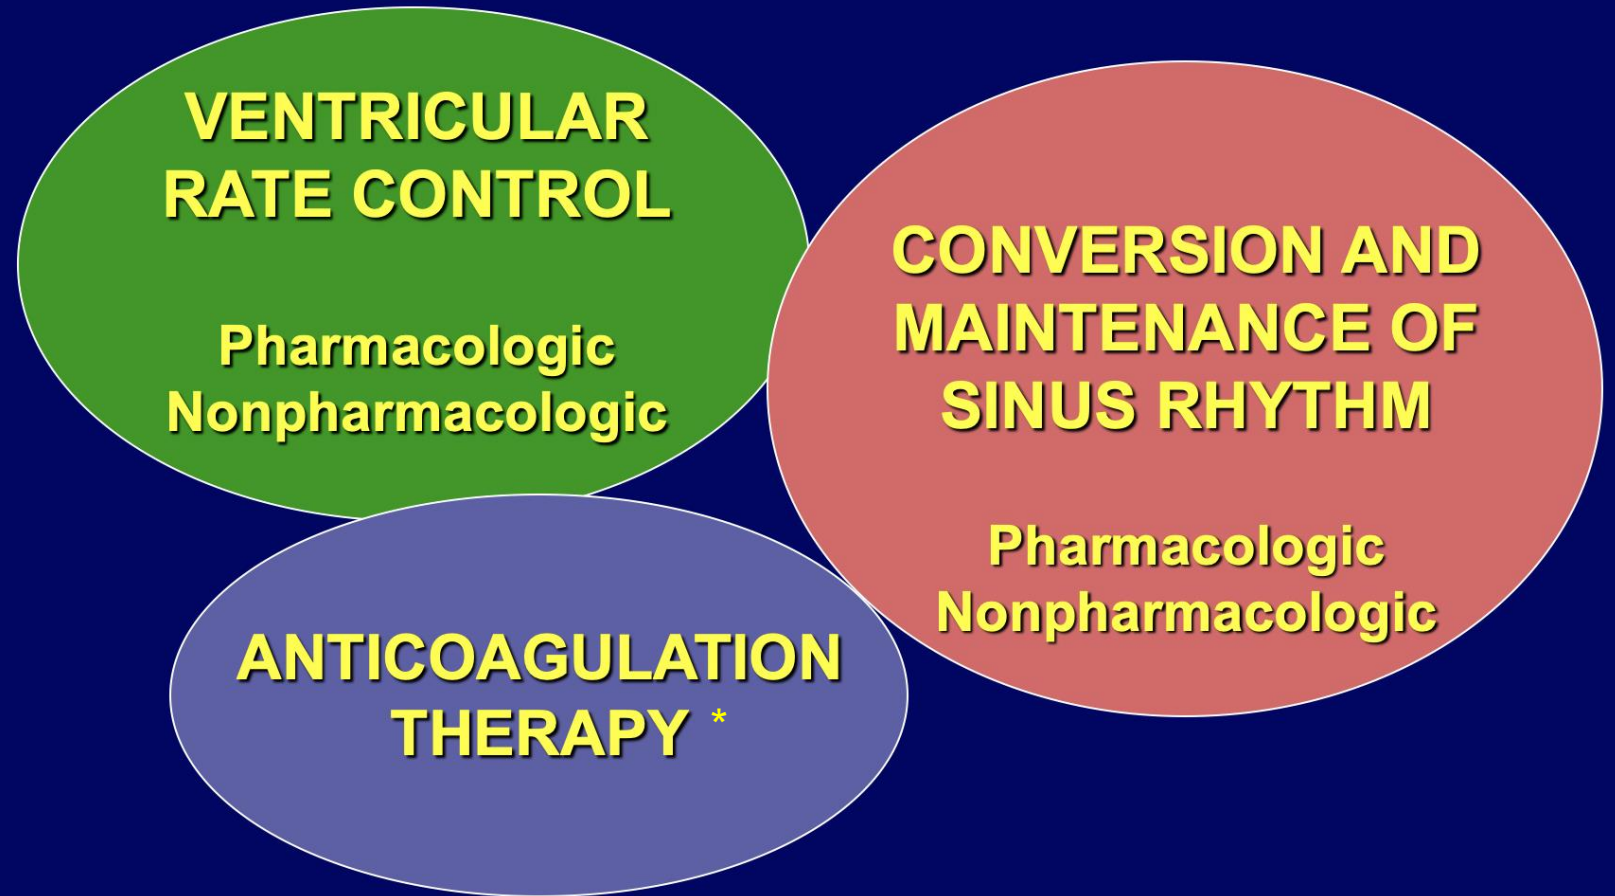 VENTRICULAR
RATE CONTROL
Pharmacologic
Nonpharmacologic
CONVERSION AND
MAINTENANCE OF
SINUS RHYTHM
Pharmacologic
Nonpharmacologic
ANTICOAGULATION
THERAPY *